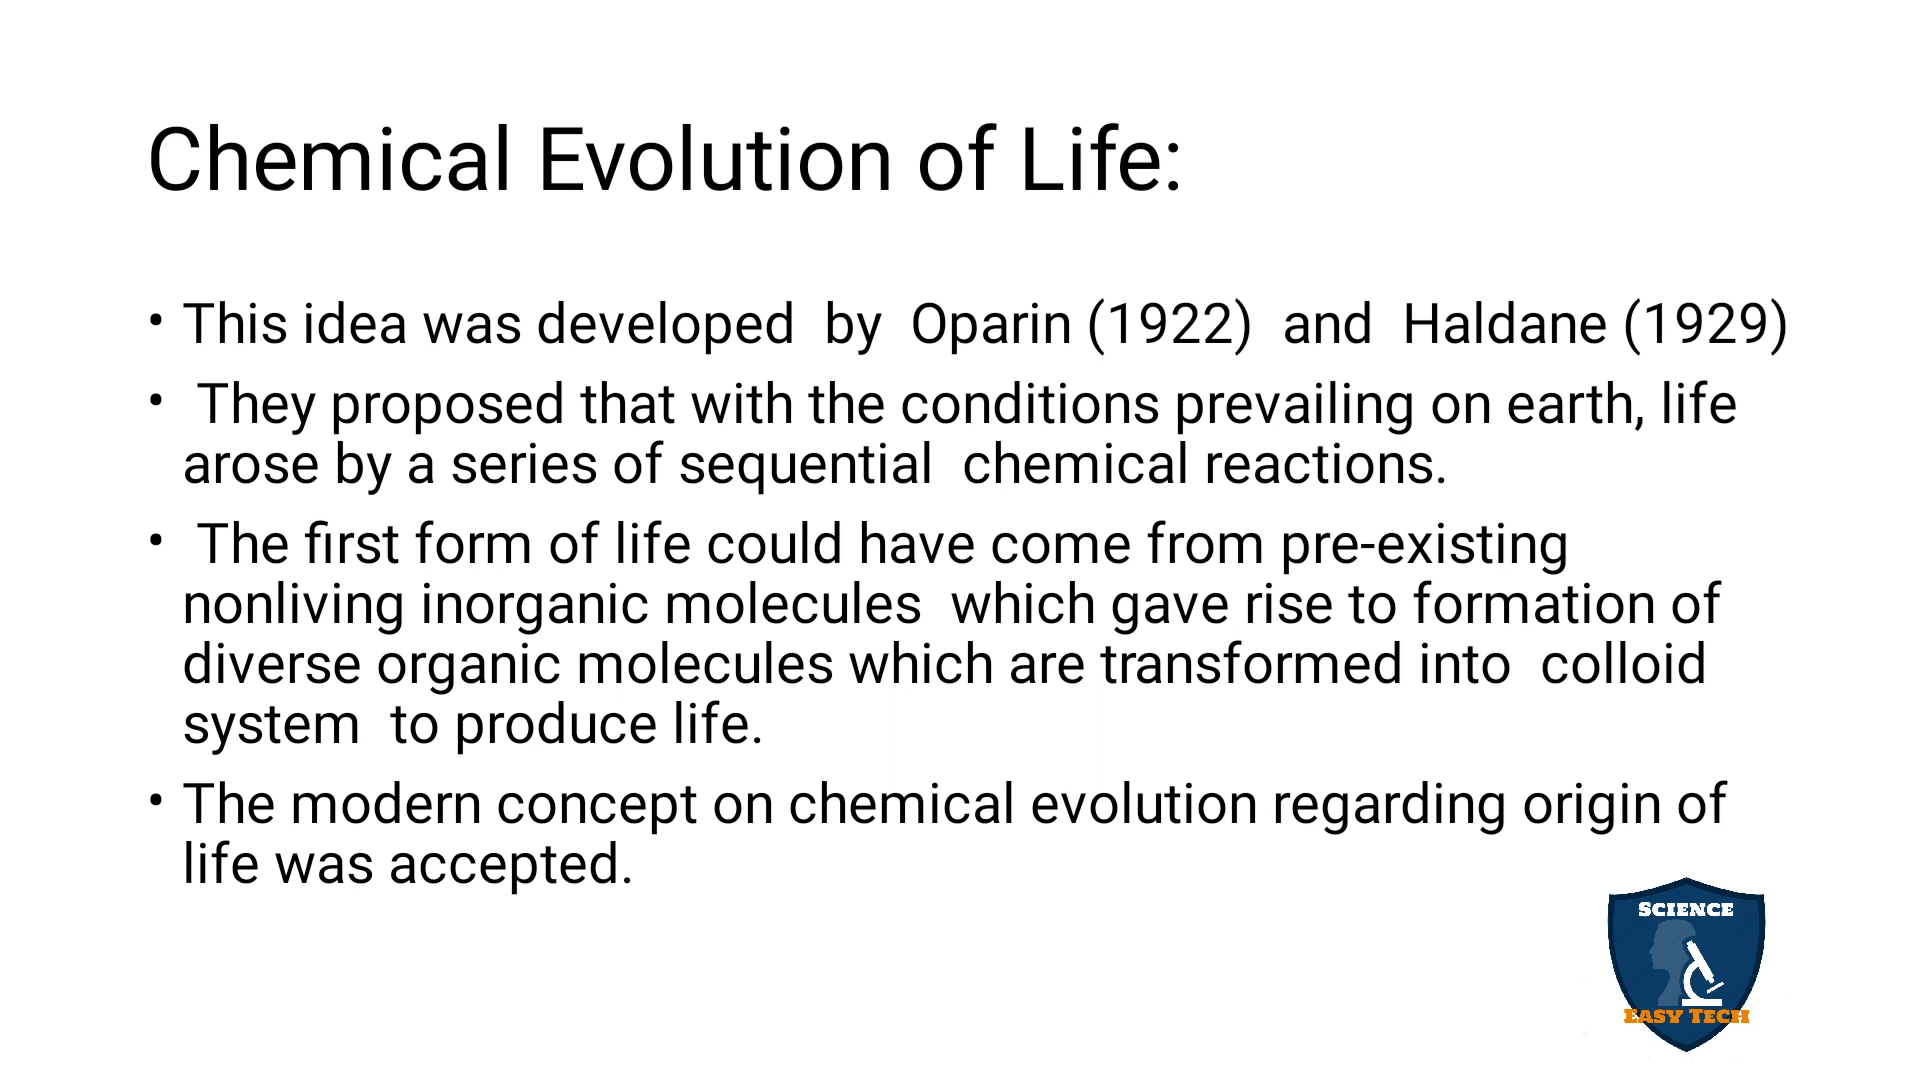 Chemical Evolution of Life:
• This idea was developed  by  Oparin (1922)  and  Haldane (1929)
•  They proposed that with the conditions prevailing on earth, life
arose by a series of sequential  chemical reactions.
•  The first form of life could have come from pre-existing
nonliving inorganic molecules  which gave rise to formation of
diverse organic molecules which are transformed into  colloid
system  to produce life.
• The modern concept on chemical evolution regarding origin of
life was accepted.
SCIENCE
EASY TECH